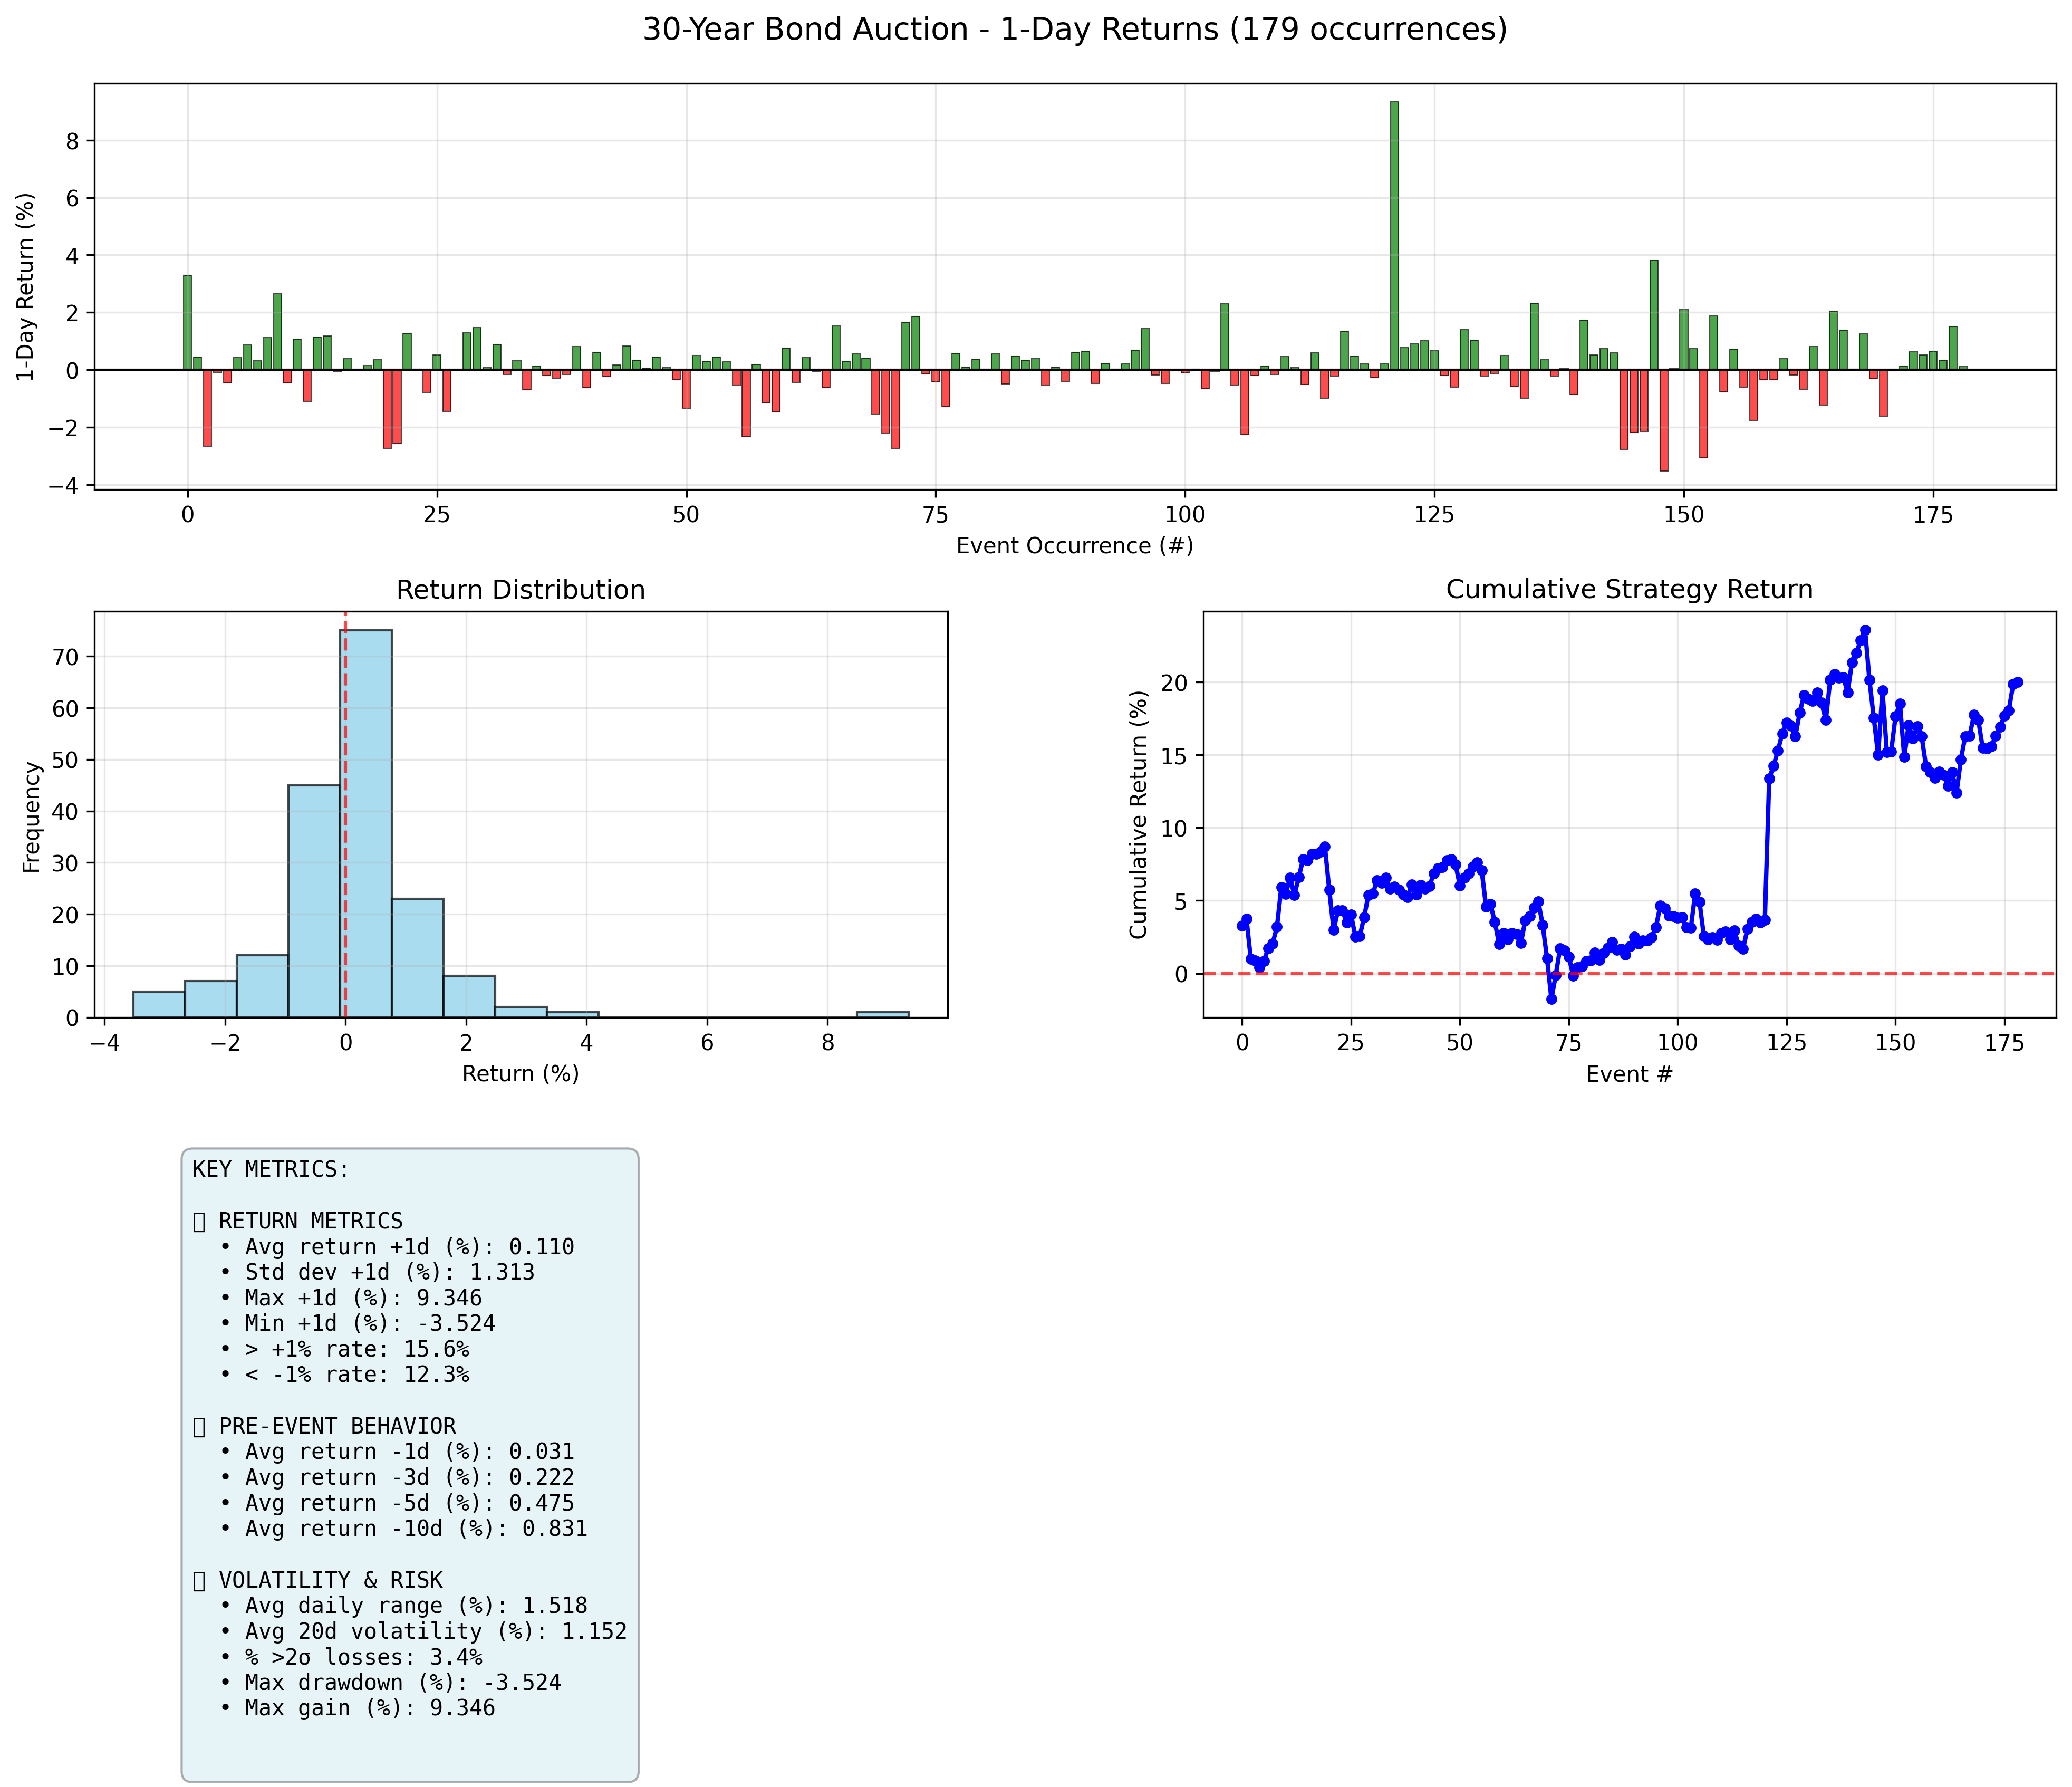 30-Year Bond Auction - 1-Day Returns (179 occurrences)
1-Day Return (%)
8
6
4
2
0
−2
−4
0 25 50 75 100 125 150 175
Event Occurrence (#)
Return Distribution
Frequency
70
60
50
40
30
20
10
0
−4 −2 0 2 4 6 8
Return (%)
Cumulative Strategy Return
Cumulative Return (%)
20
15
10
5
0
0 25 50 75 100 125 150 175
Event #
KEY METRICS:
RETURN METRICS
• Avg return +1d (%): 0.110
• Std dev +1d (%): 1.313
• Max +1d (%): 9.346
• Min +1d (%): -3.524
• > +1% rate: 15.6%
• < -1% rate: 12.3%
PRE-EVENT BEHAVIOR
• Avg return -1d (%): 0.031
• Avg return -3d (%): 0.222
• Avg return -5d (%): 0.475
• Avg return -10d (%): 0.831
VOLATILITY & RISK
• Avg daily range (%): 1.518
• Avg 20d volatility (%): 1.152
• % >2σ losses: 3.4%
• Max drawdown (%): -3.524
• Max gain (%): 9.346